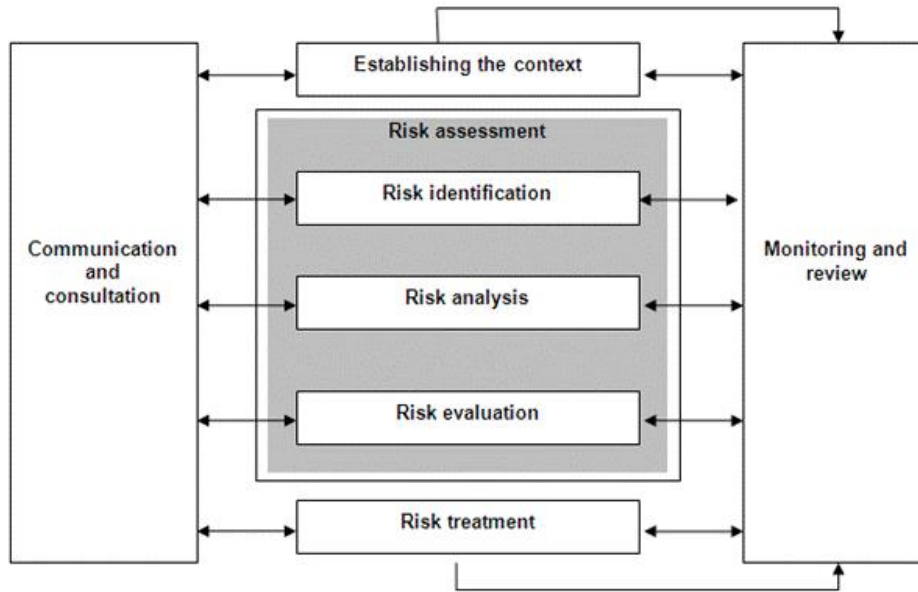 Establishing the context
Risk assessment
Risk identification
Communication
and
consultation
Monitoring and
review
Risk analysis
Risk evaluation
Risk treatment